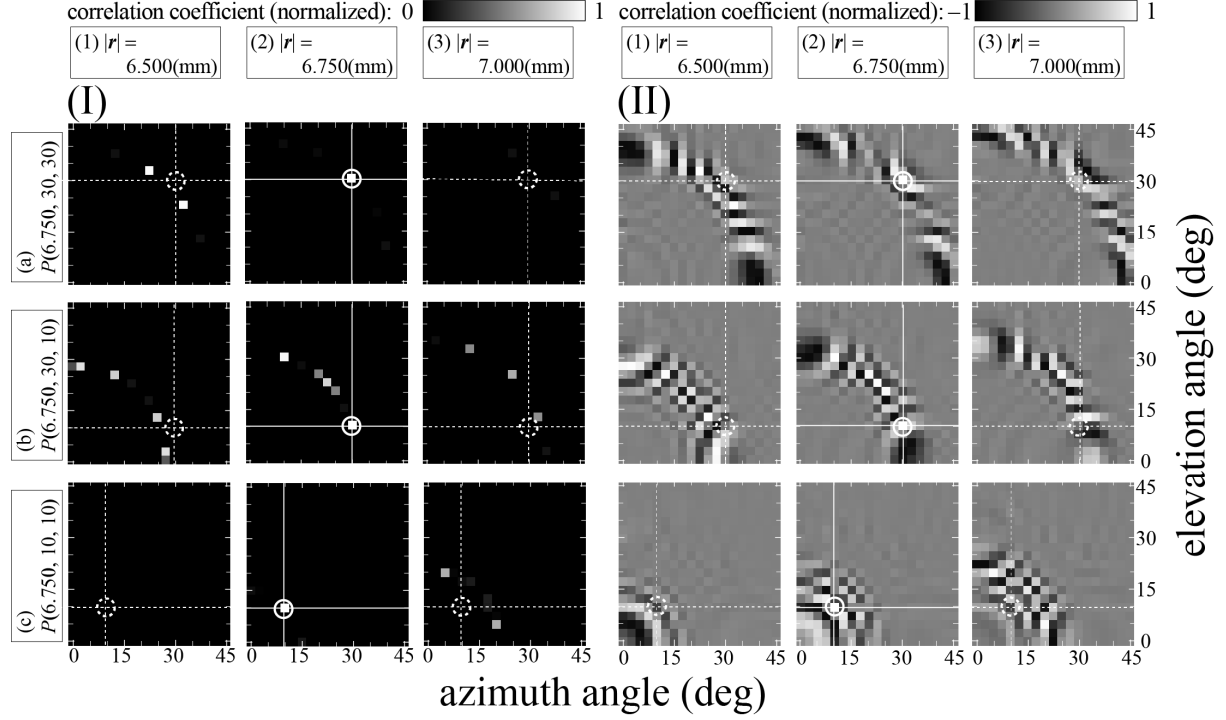 correlation coefficient (normalized): 0 1
correlation coefficient (normalized): –1 1
(1) |r| =
6.500(mm)
(2) |r| =
6.750(mm)
(3) |r| =
7.000(mm)
(1) |r| =
6.500(mm)
(2) |r| =
6.750(mm)
(3) |r| =
7.000(mm)
(I)
(II)
(a)
P(6.750, 30, 30)
45
30
15
0
(b)
P(6.750, 30, 10)
45
30
15
0
(c)
P(6.750, 10, 10)
45
30
15
0
0 15 30 45
0 15 30 45
0 15 30 45
0 15 30 45
0 15 30 45
0 15 30 45
azimuth angle (deg)
elevation angle (deg)